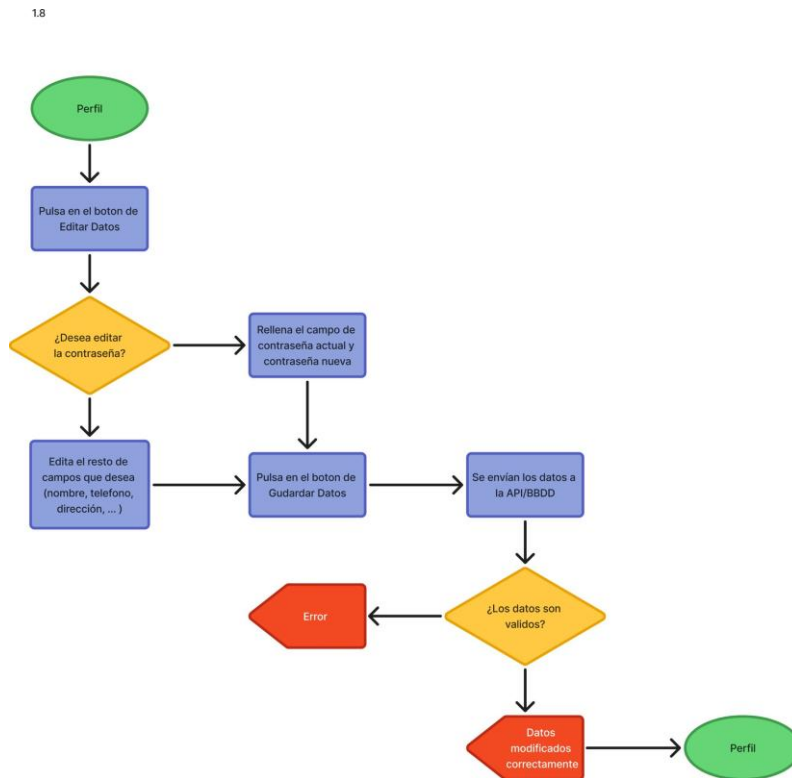 1.8
Perfil
Pulsa en el boton de
Editar Datos
¿Desea editar
la contraseña?
Rellena el campo de
contraseña actual y
contraseña nueva
Edita el resto de
campos que desea
(nombre, telefono,
dirección, ... )
Pulsa en el boton de
Gudardar Datos
Se envían los datos a
la API/BBDD
¿Los datos son
validos?
Error
Datos
modificados
correctamente
Perfil